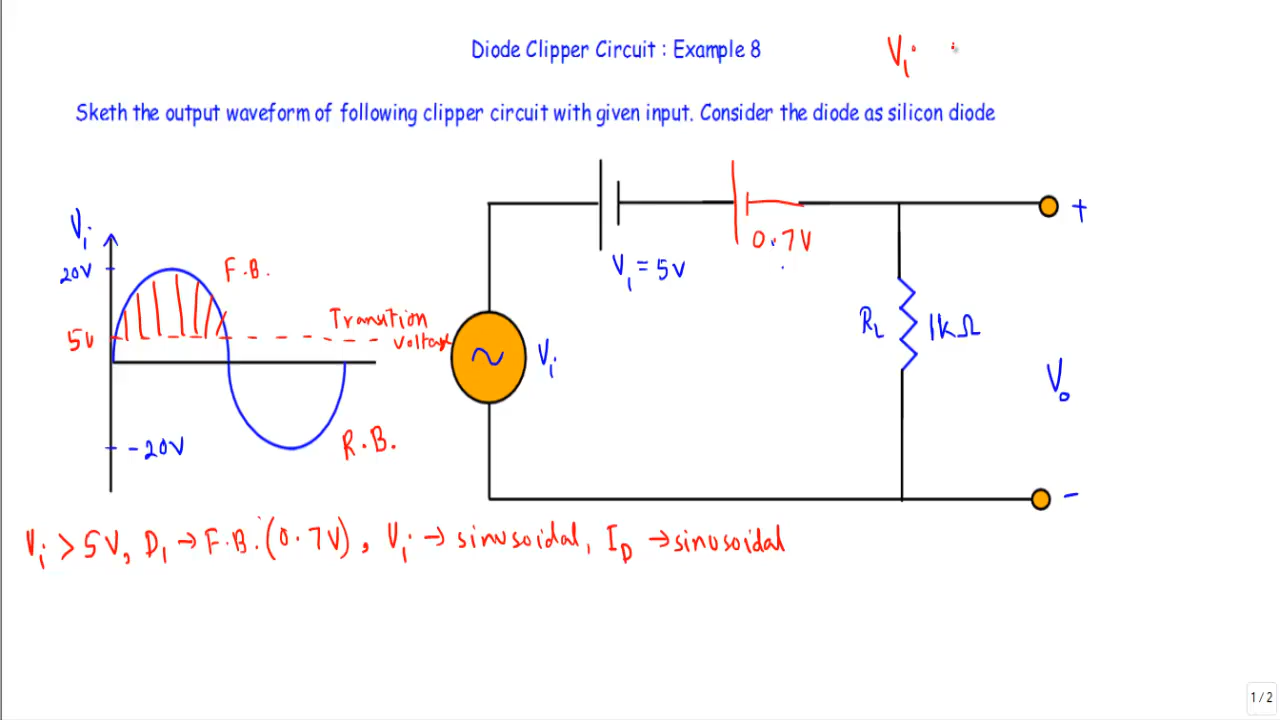 Diode Clipper Circuit : Example 8
Vi
Sketh the output waveform of following clipper circuit with given input. Consider the diode as silicon diode
Vi
20V
F.B.
5V
Transition voltage
-20V
R.B.
V1 = 5V
0.7V
Vi
RL
1kΩ
+
Vo
-
Vi > 5V, D1 → F.B. (0.7V), Vi → sinusoidal, ID → sinusoidal
1 / 2